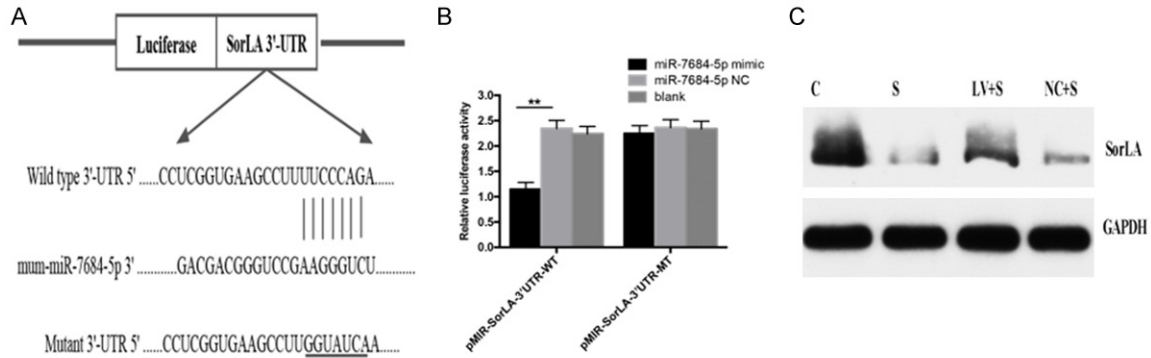 A
Luciferase
SorLA 3'-UTR
Wild type 3'-UTR 5' ......CCUCGGUGAAGCCUUUUCCCAGA......
mum-miR-7684-5p 3' ............GACGACGGGUCCGAAGGGUCU............
Mutant 3'-UTR 5' ......CCUCGGUGAAGCCUUGGUAUCAA......
B
miR-7684-5p mimic
miR-7684-5p NC
blank
**
Relative luciferase activity
3.0
2.5
2.0
1.5
1.0
0.5
0.0
pMIR-SorLA-3'UTR-WT
pMIR-SorLA-3'UTR-MT
C
C S LV+S NC+S
SorLA
GAPDH